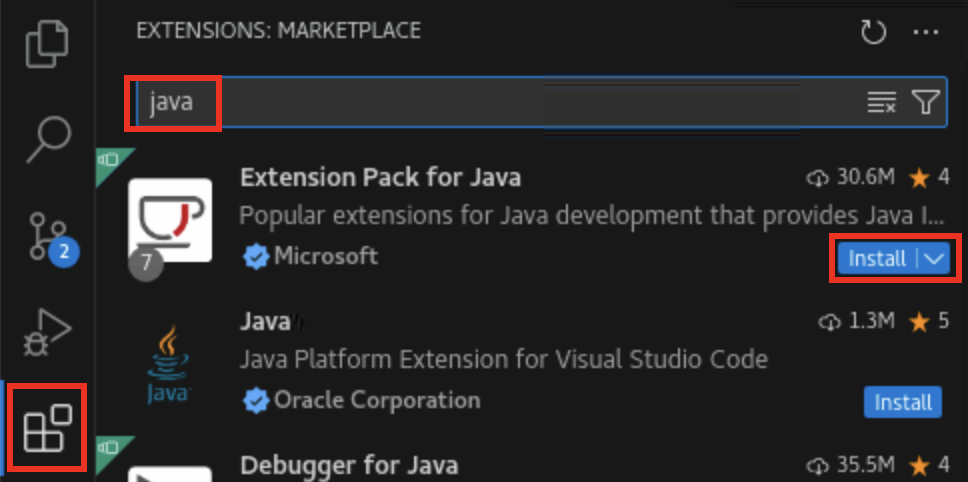 EXTENSIONS: MARKETPLACE
java
Extension Pack for Java 30.6M 4
Popular extensions for Java development that provides Java I...
7 Microsoft Install
2
Java 1.3M 5
Java Platform Extension for Visual Studio Code
Java
Oracle Corporation Install
Debugger for Java 35.5M 4